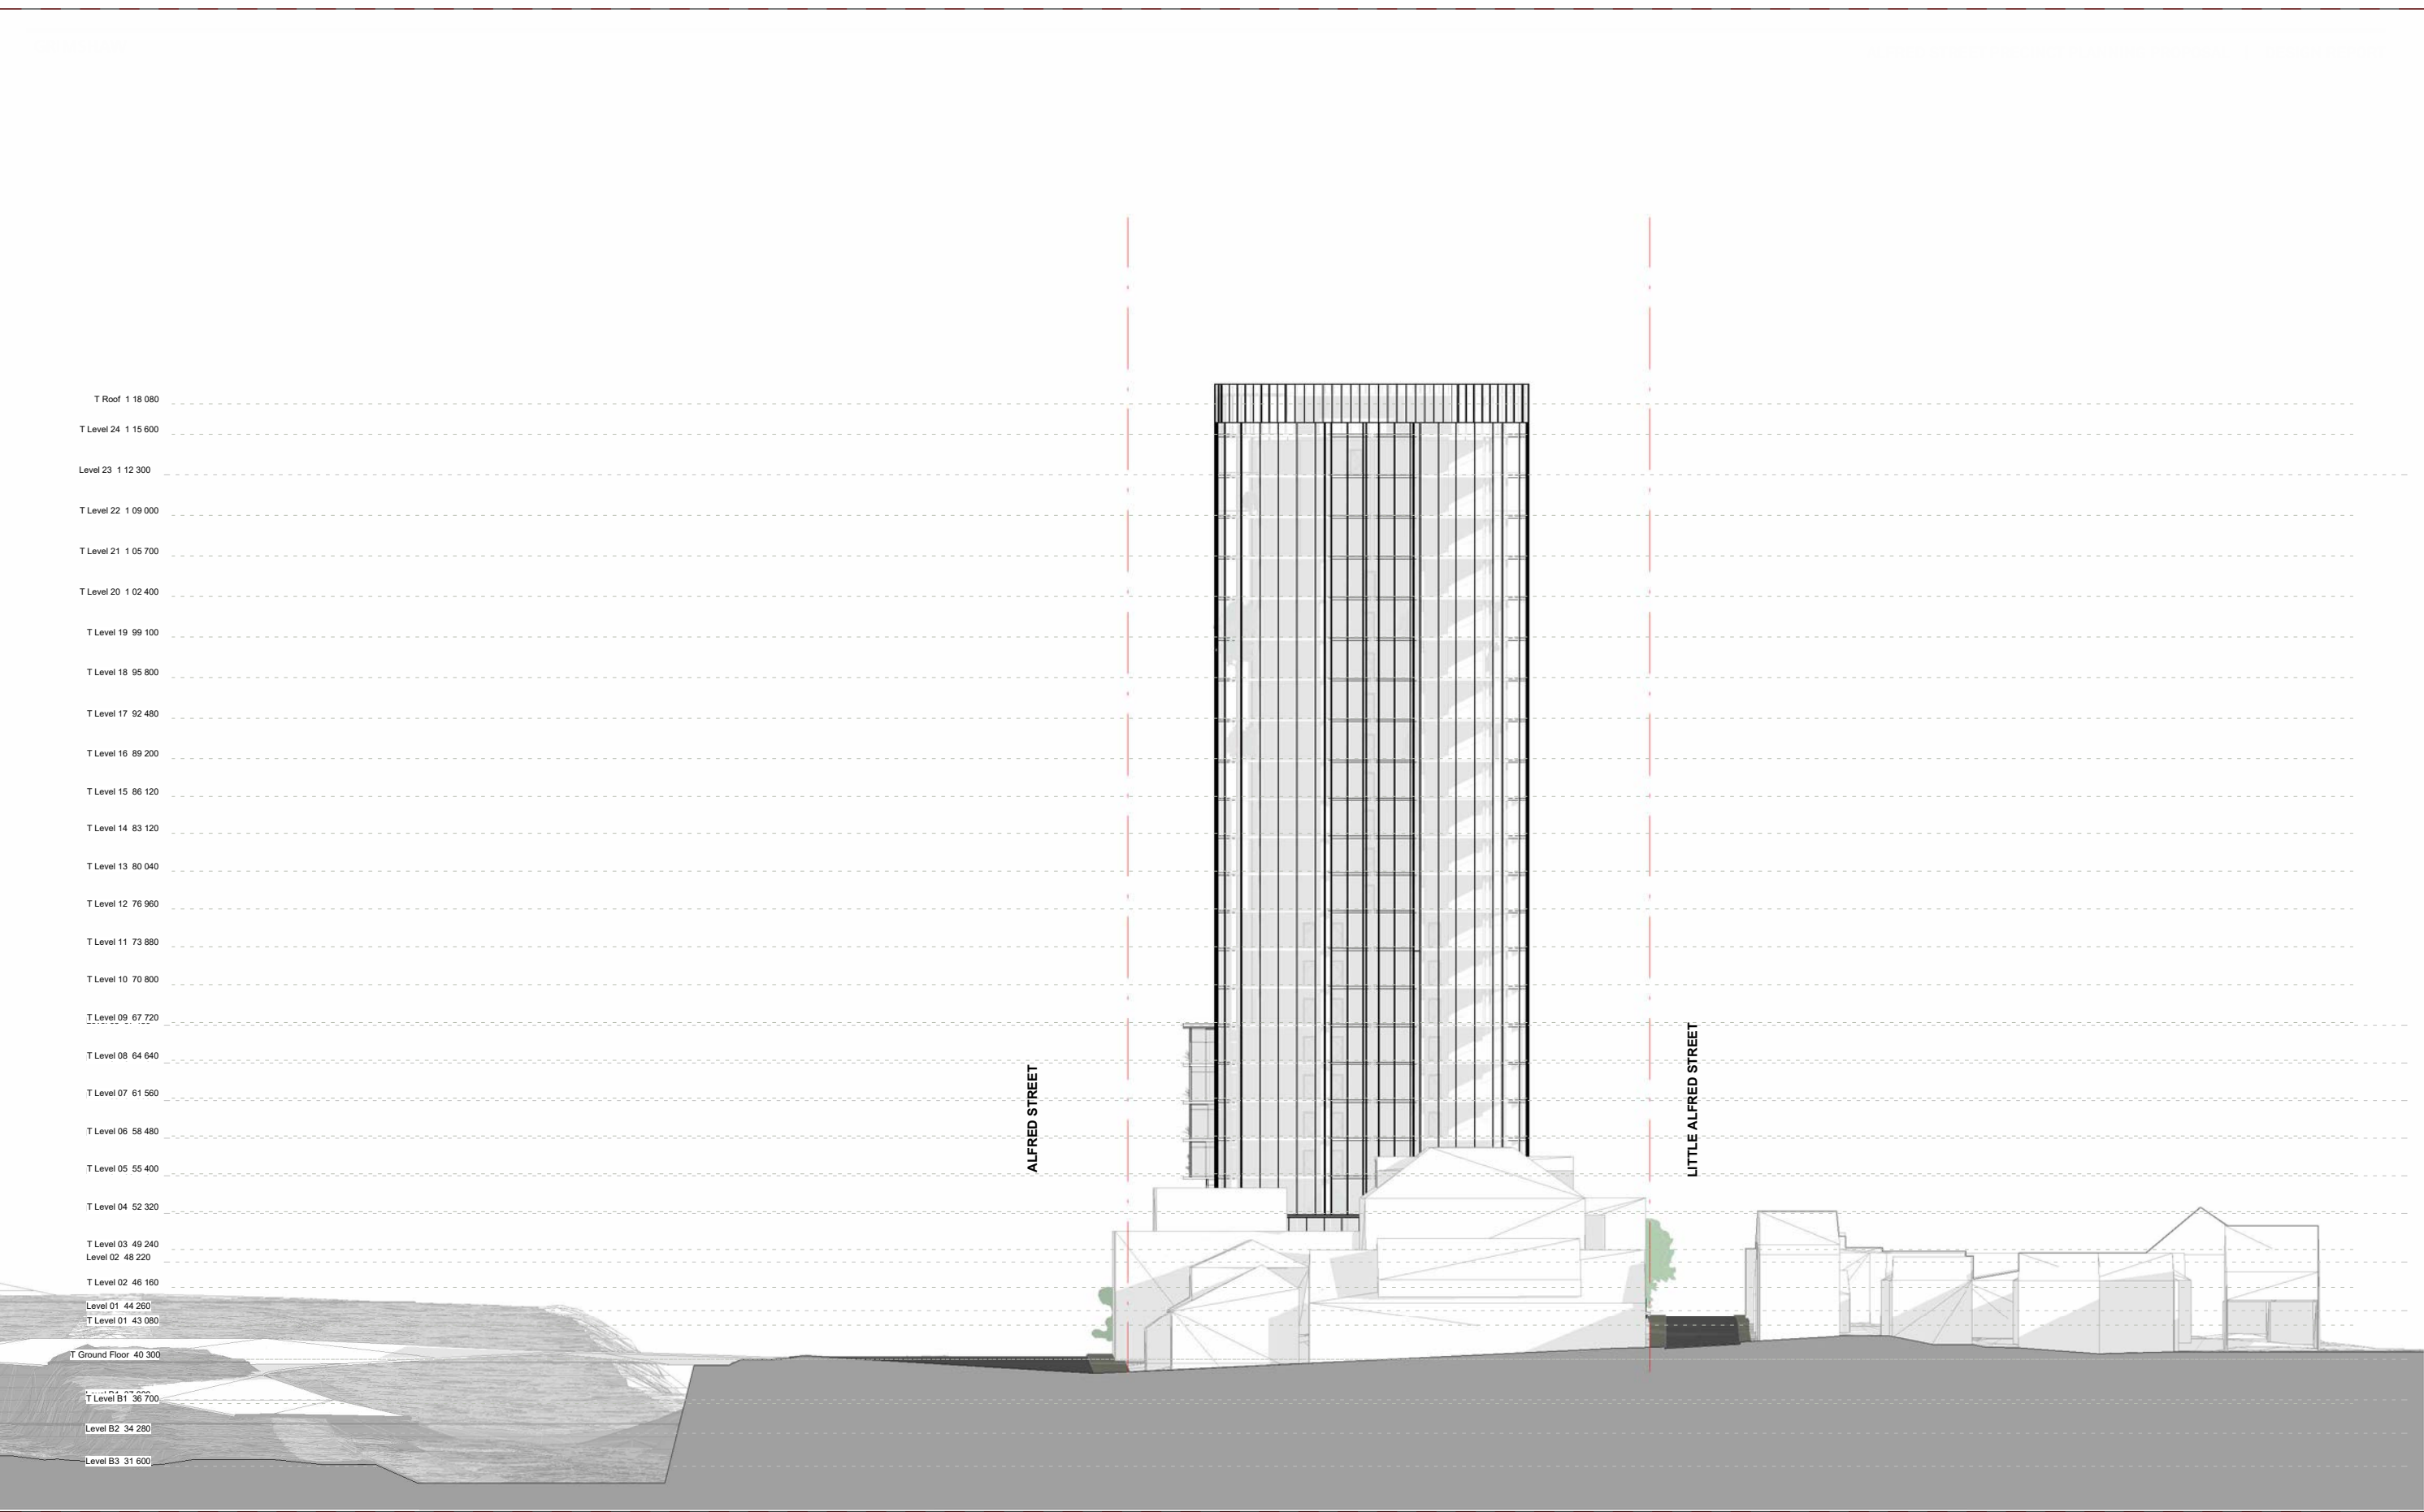 T Roof 1 18 080
T Level 24 1 15 600
Level 23 1 12 300
T Level 22 1 09 000
T Level 21 1 05 700
T Level 20 1 02 400
T Level 19 99 100
T Level 18 95 800
T Level 17 92 480
T Level 16 89 200
T Level 15 86 120
T Level 14 83 120
T Level 13 80 040
T Level 12 76 960
T Level 11 73 880
T Level 10 70 800
T Level 09 67 720
T Level 08 64 640
T Level 07 61 560
T Level 06 58 480
T Level 05 55 400
T Level 04 52 320
T Level 03 49 240
Level 02 48 220
T Level 02 46 160
Level 01 44 260
T Level 01 43 080
T Ground Floor 40 300
T Level B1 36 700
Level B2 34 280
Level B3 31 600
ALFRED STREET
LITTLE ALFRED STREET